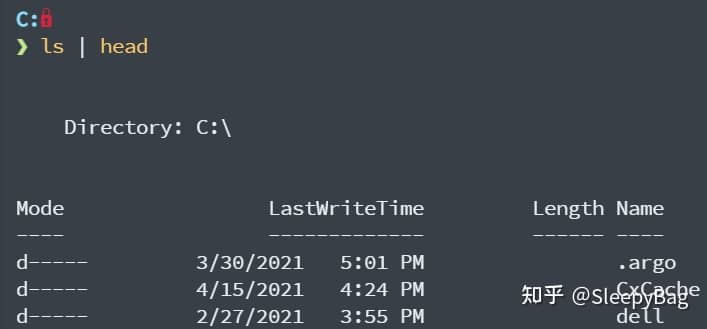 C:
❯ ls | head
Directory: C:\
Mode LastWriteTime Length Name
---- ------------- ------ ----
d----- 3/30/2021 5:01 PM .argo
d----- 4/15/2021 4:24 PM CxCache
d----- 2/27/2021 3:55 PM dell
知乎 @SleepyBag